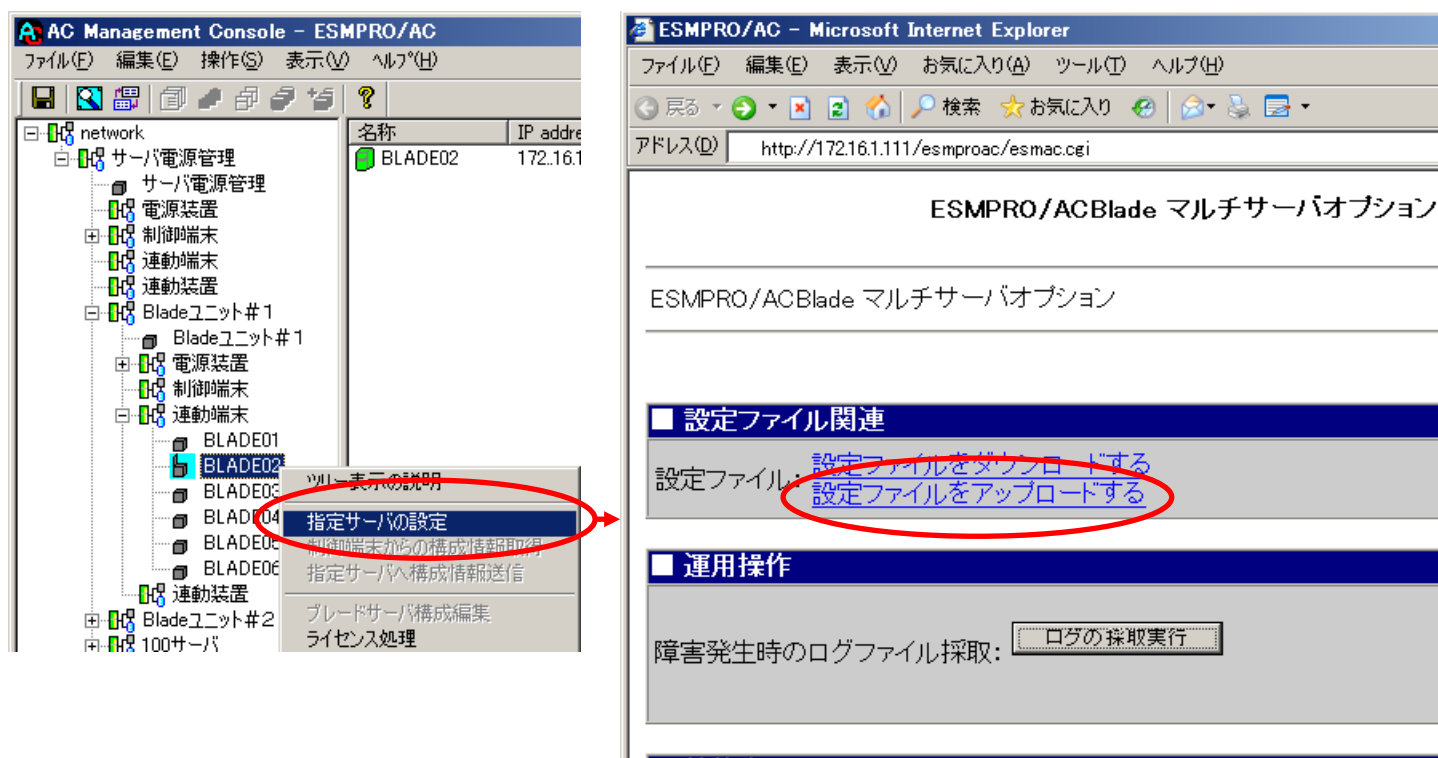 AC Management Console - ESMPRO/AC
ファイル(F) 編集(E) 操作(S) 表示(V) ヘルプ(H)
network
サーバ電源管理
サーバ電源管理
電源装置
制御端末
連動端末
連動装置
Bladeユニット#1
Bladeユニット#1
電源装置
制御端末
連動端末
BLADE01
BLADE02
BLADE03
BLADE04
BLADE05
BLADE06
連動装置
Bladeユニット#2
100サーバ
名称 IP addre
BLADE02 172..16.1
ツリー表示の説明
指定サーバの設定
制御端末からの構成情報取得
指定サーバへ構成情報送信
ブレードサーバ構成編集
ライセンス処理
ESMPRO/AC - Microsoft Internet Explorer
ファイル(F) 編集(E) 表示(V) お気に入り(A) ツール(T) ヘルプ(H)
戻る 検索 お気に入り
アドレス(D) http://172.16.1.111/esmproac/esmac.cgi
ESMPRO/ACBlade マルチサーバオプション
ESMPRO/ACBlade マルチサーバオプション
■ 設定ファイル関連
設定ファイル: 設定ファイルをダウンロードする
設定ファイルをアップロードする
■ 運用操作
障害発生時のログファイル採取: ログの採取実行